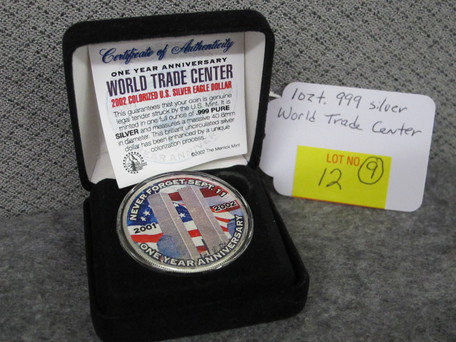 Certificate of Authenticity
ONE YEAR ANNIVERSARY
WORLD TRADE CENTER
2002 COLORIZED U.S. SILVER EAGLE DOLLAR
This guarantees that your coin is genuine
legal tender struck by the U.S. Mint. It is
minted in one full ounce of .999 PURE
SILVER and measures a massive 40.6mm
in diameter. This brilliant uncirculated silver
dollar has been enhanced by a unique
colorization process.
©2002 The Merrick Mint
NEVER FORGET SEPT. 11
2001
2002
ONE YEAR ANNIVERSARY
1ozt. 999 silver
World Trade Center
LOT NO.
12
9